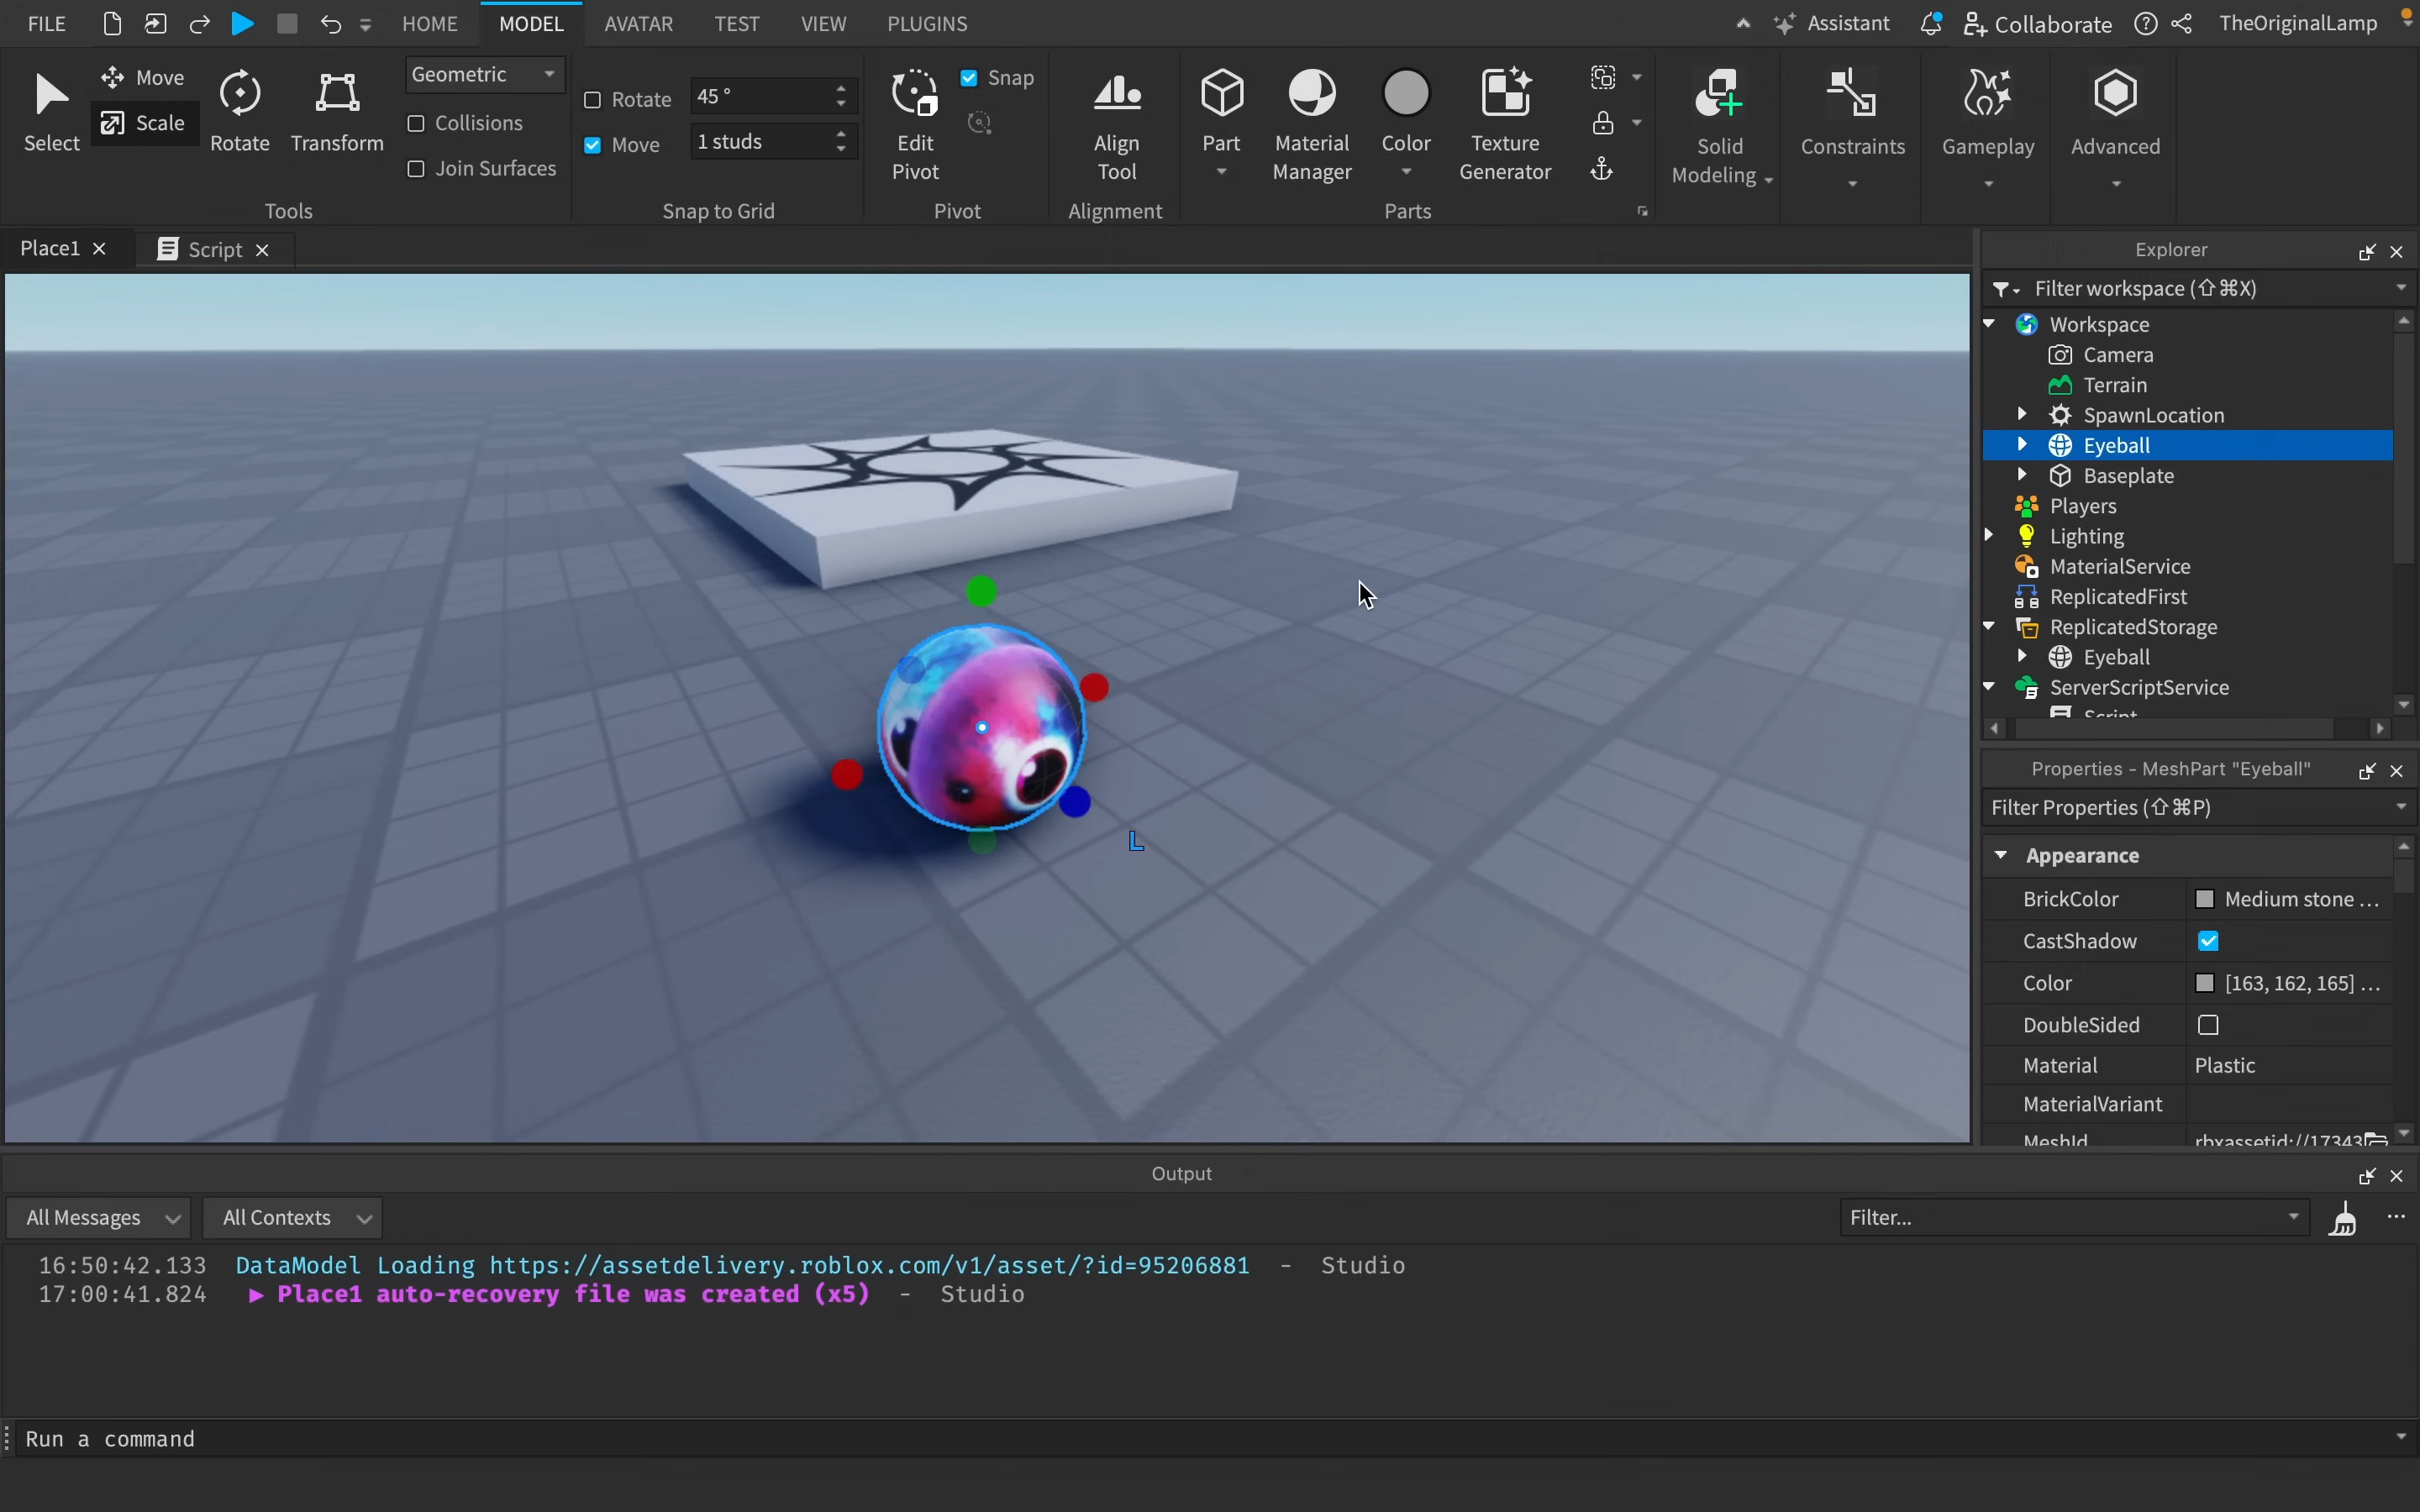 FILE HOME MODEL AVATAR TEST VIEW PLUGINS Assistant Collaborate TheOriginalLamp
Select Move Scale Rotate Transform Geometric Collisions Join Surfaces
Tools
Rotate 45 °
Move 1 studs
Snap to Grid
Edit Pivot Snap
Pivot
Align Tool
Alignment
Part Material Manager Color Texture Generator
Parts
Solid Modeling Constraints Gameplay Advanced
Place1 Script
L
Explorer
Filter workspace (⇧⌘X)
Workspace
Camera
Terrain
SpawnLocation
Eyeball
Baseplate
Players
Lighting
MaterialService
ReplicatedFirst
ReplicatedStorage
Eyeball
ServerScriptService
Script
Properties - MeshPart "Eyeball"
Filter Properties (⇧⌘P)
Appearance
BrickColor Medium stone ...
CastShadow
Color [163, 162, 165] ...
DoubleSided
Material Plastic
MaterialVariant
MeshId rbxassetid://17343
Output
All Messages All Contexts Filter...
16:50:42.133 DataModel Loading https://assetdelivery.roblox.com/v1/asset/?id=95206881 - Studio
17:00:41.824 ▶ Place1 auto-recovery file was created (x5) - Studio
Run a command